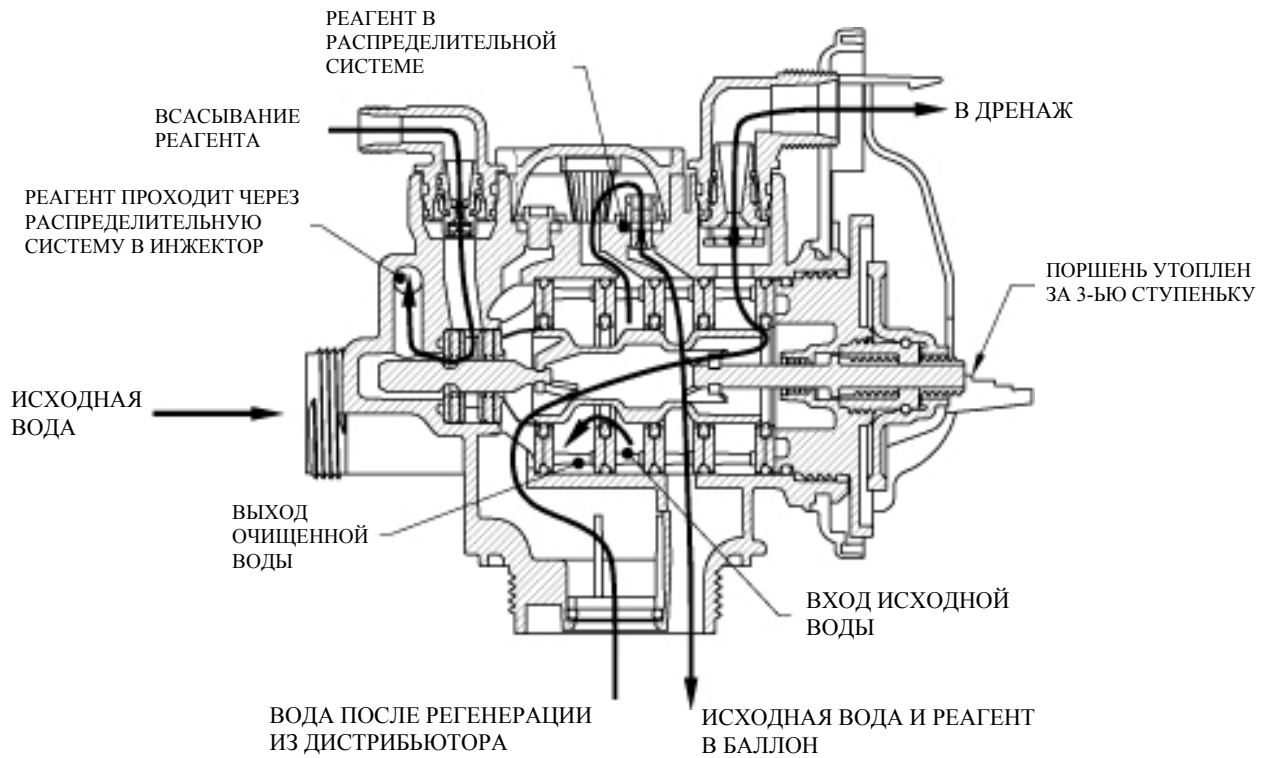 РЕАГЕНТ В
РАСПРЕДЕЛИТЕЛЬНОЙ
СИСТЕМЕ
ВСАСЫВАНИЕ
РЕАГЕНТА
В ДРЕНАЖ
РЕАГЕНТ ПРОХОДИТ ЧЕРЕЗ
РАСПРЕДЕЛИТЕЛЬНУЮ
СИСТЕМУ В ИНЖЕКТОР
ПОРШЕНЬ УТОПЛЕН
ЗА 3-ЬЮ СТУПЕНЬКУ
ИСХОДНАЯ
ВОДА
ВЫХОД
ОЧИЩЕННОЙ
ВОДЫ
ВХОД ИСХОДНОЙ
ВОДЫ
ВОДА ПОСЛЕ РЕГЕНЕРАЦИИ
ИЗ ДИСТРИБЬЮТОРА
ИСХОДНАЯ ВОДА И РЕАГЕНТ
В БАЛЛОН